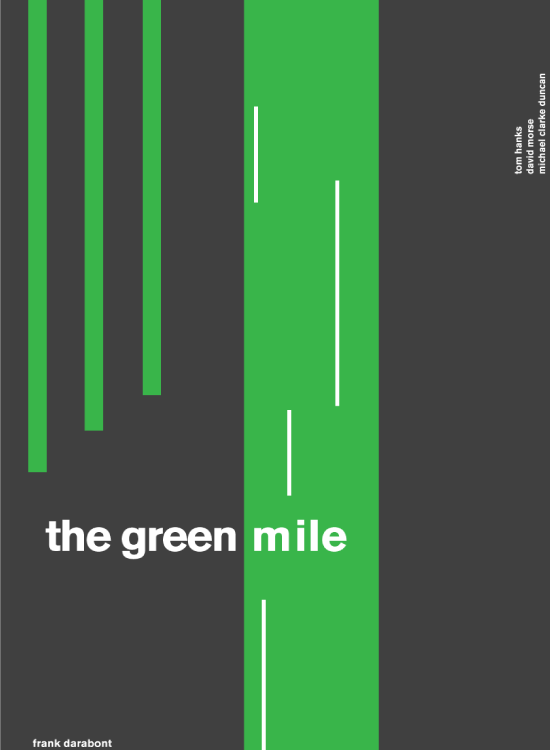 tom hanks
david morse
michael clarke duncan
the green mile
frank darabont